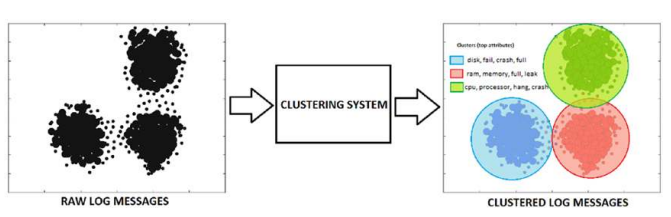 RAW LOG MESSAGES
CLUSTERING SYSTEM
Clusters (top attributes)
disk, fail, crash, full
ram, memory, full, leak
cpu, processor, hang, crash
CLUSTERED LOG MESSAGES